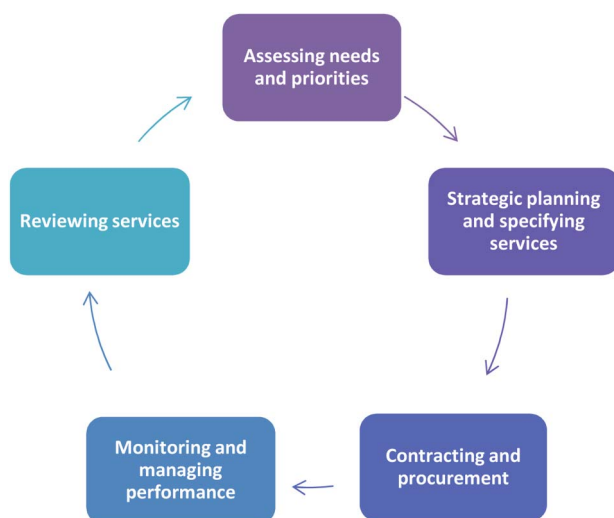 Assessing needs
and priorities
Strategic planning
and specifying
services
Contracting and
procurement
Monitoring and
managing
performance
Reviewing services